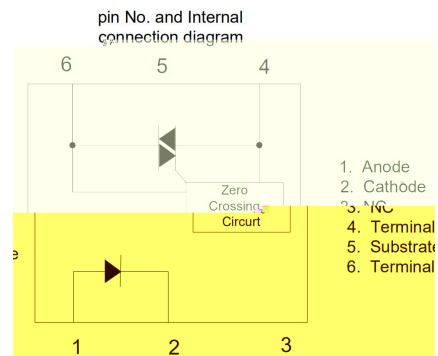 pin No. and Internal
connection diagram
6 5 4
Zero
Crossing
Circurt
1. Anode
2. Cathode
3. NC
4. Terminal
5. Substrate
6. Terminal
e
1 2 3